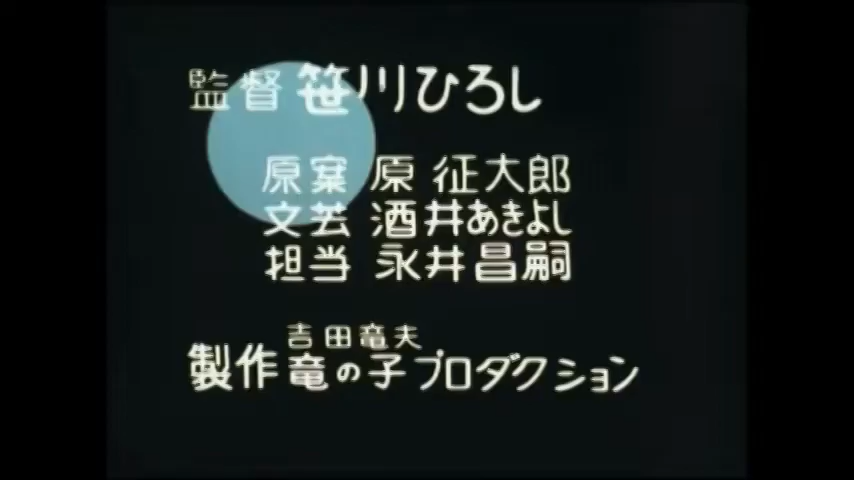 監督 笹川ひろし
原案 原 征太郎
文芸 酒井あきよし
担当 永井昌嗣
吉田竜夫
製作 竜の子プロダクション